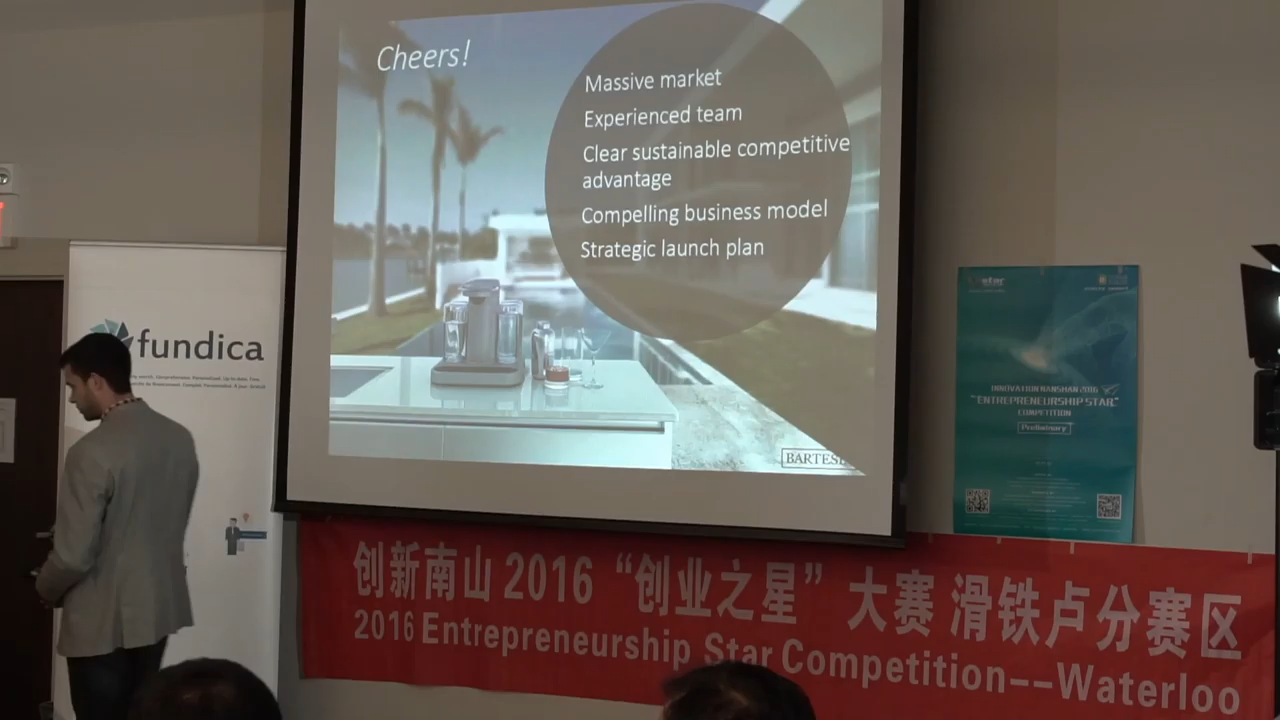 Cheers!
Massive market
Experienced team
Clear sustainable competitive
advantage
Compelling business model
Strategic launch plan
fundica
INNOVATION NANSHAN 2016
"ENTREPRENEURSHIP STAR"
COMPETITION
Preliminary
创新南山 2016 “创业之星” 大赛 滑铁卢分赛区
2016 Entrepreneurship Star Competition--Waterloo